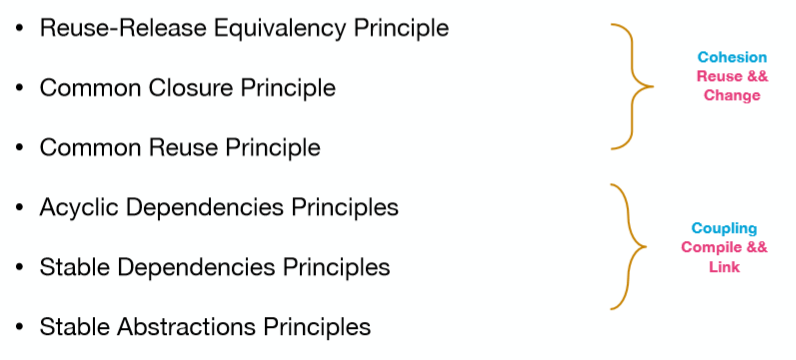 • Reuse-Release Equivalency Principle
• Common Closure Principle
• Common Reuse Principle
• Acyclic Dependencies Principles
• Stable Dependencies Principles
• Stable Abstractions Principles
Cohesion
Reuse &&
Change
Coupling
Compile &&
Link